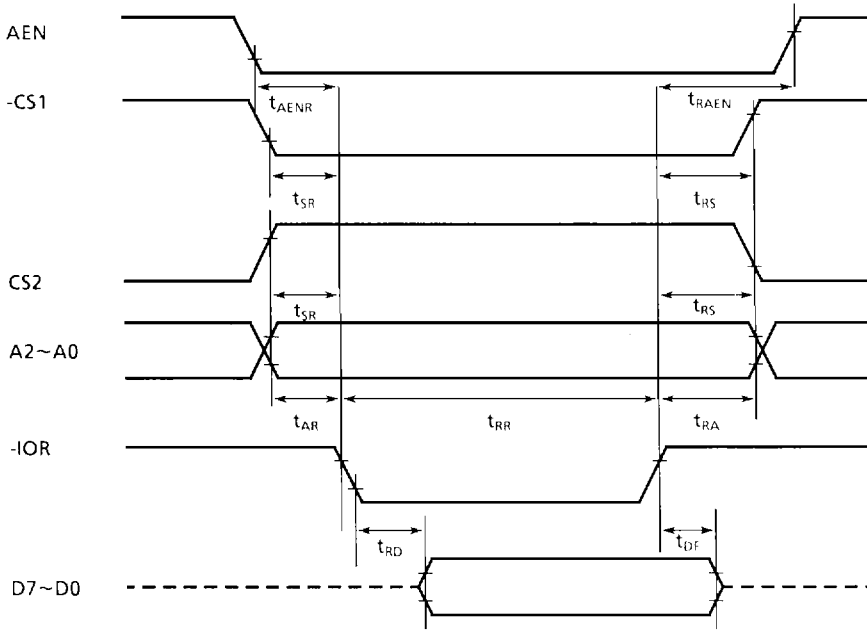 AEN
tAENR
tRAEN
-CS1
tSR
tRS
CS2
tSR
tRS
A2~A0
tAR
tRR
tRA
-IOR
tRD
tDF
D7~D0